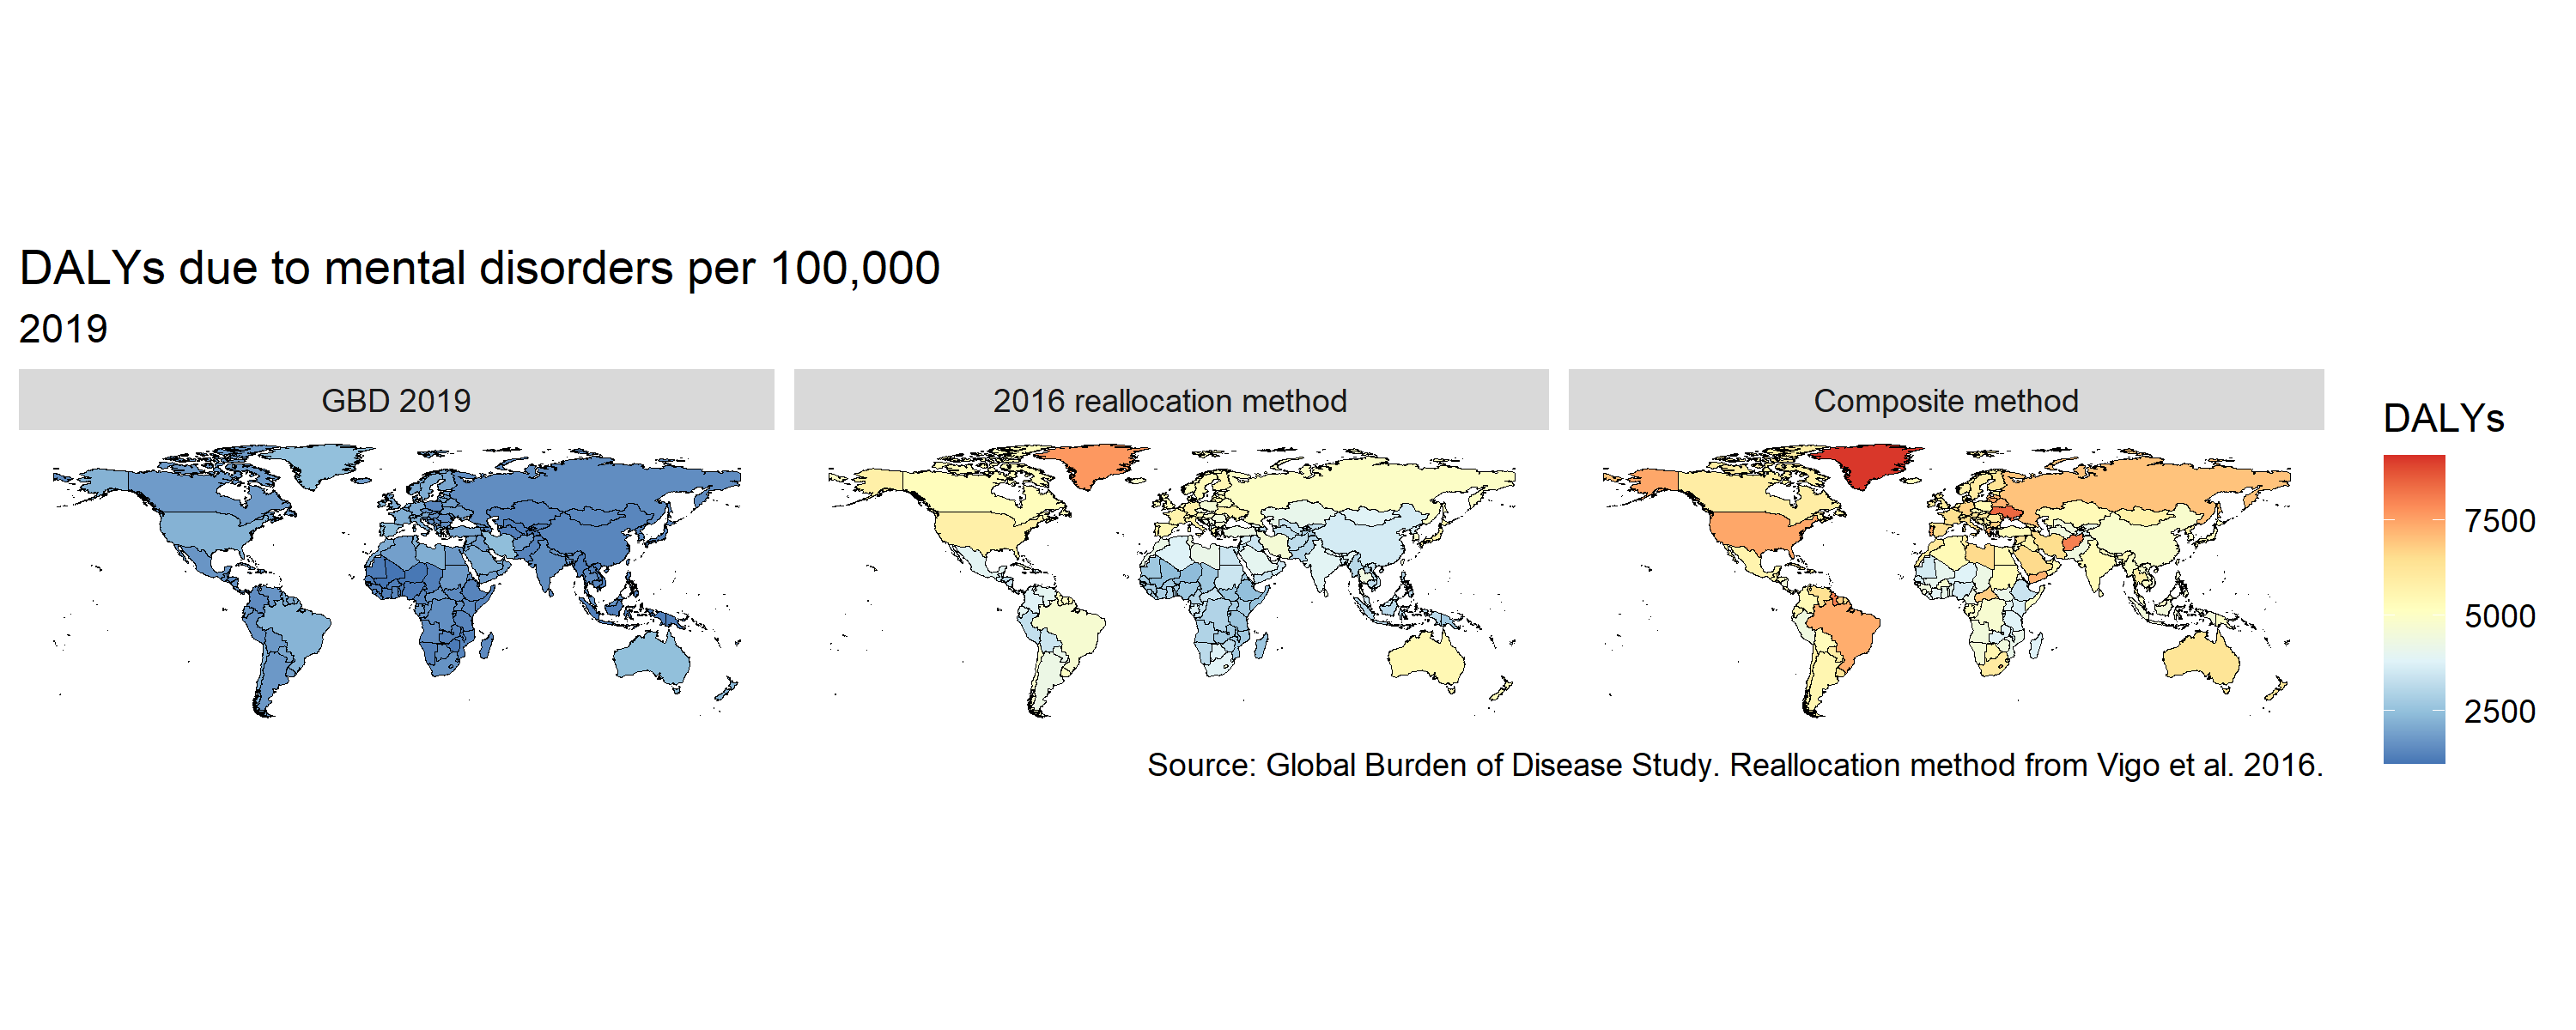 DALYs due to mental disorders per 100,000
2019
GBD 2019
2016 reallocation method
Composite method
DALYs
7500
5000
2500
Source: Global Burden of Disease Study. Reallocation method from Vigo et al. 2016.